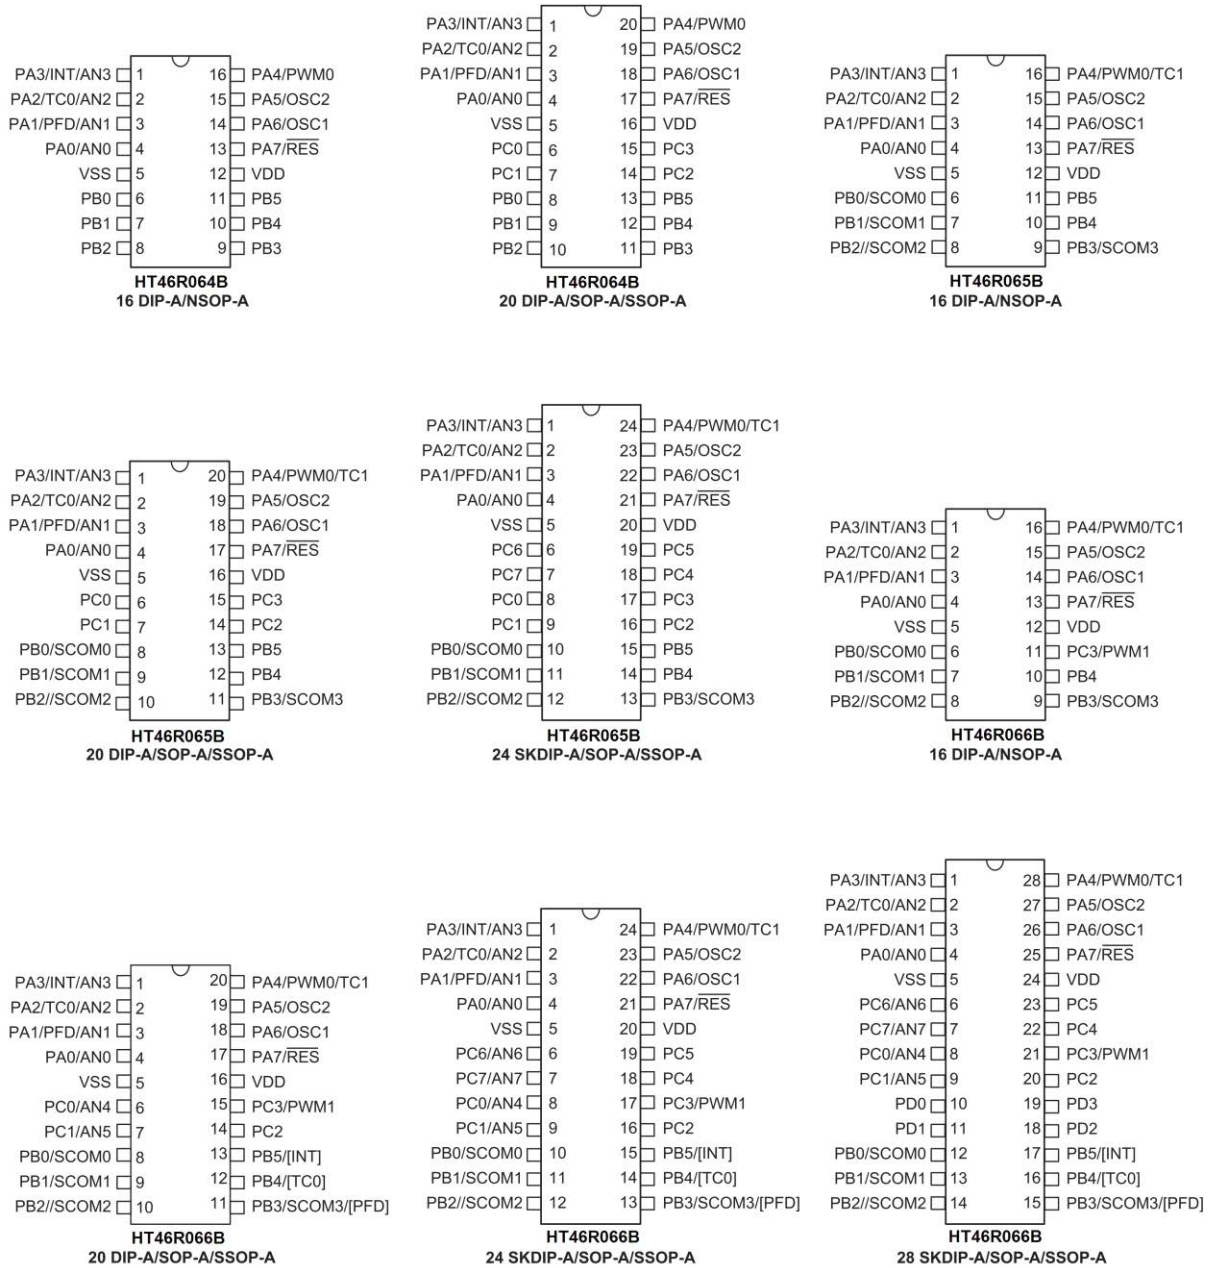 PA3/INT/AN3 1 16 PA4/PWM0
PA2/TC0/AN2 2 15 PA5/OSC2
PA1/PFD/AN1 3 14 PA6/OSC1
PA0/AN0 4 13 PA7/RES
VSS 5 12 VDD
PB0 6 11 PB5
PB1 7 10 PB4
PB2 8 9 PB3
HT46R064B
16 DIP-A/NSOP-A
PA3/INT/AN3 1 20 PA4/PWM0
PA2/TC0/AN2 2 19 PA5/OSC2
PA1/PFD/AN1 3 18 PA6/OSC1
PA0/AN0 4 17 PA7/RES
VSS 5 16 VDD
PC0 6 15 PC3
PC1 7 14 PC2
PB0 8 13 PB5
PB1 9 12 PB4
PB2 10 11 PB3
HT46R064B
20 DIP-A/SOP-A/SSOP-A
PA3/INT/AN3 1 16 PA4/PWM0/TC1
PA2/TC0/AN2 2 15 PA5/OSC2
PA1/PFD/AN1 3 14 PA6/OSC1
PA0/AN0 4 13 PA7/RES
VSS 5 12 VDD
PB0/SCOM0 6 11 PB5
PB1/SCOM1 7 10 PB4
PB2//SCOM2 8 9 PB3/SCOM3
HT46R065B
16 DIP-A/NSOP-A
PA3/INT/AN3 1 20 PA4/PWM0/TC1
PA2/TC0/AN2 2 19 PA5/OSC2
PA1/PFD/AN1 3 18 PA6/OSC1
PA0/AN0 4 17 PA7/RES
VSS 5 16 VDD
PC0 6 15 PC3
PC1 7 14 PC2
PB0/SCOM0 8 13 PB5
PB1/SCOM1 9 12 PB4
PB2//SCOM2 10 11 PB3/SCOM3
HT46R065B
20 DIP-A/SOP-A/SSOP-A
PA3/INT/AN3 1 24 PA4/PWM0/TC1
PA2/TC0/AN2 2 23 PA5/OSC2
PA1/PFD/AN1 3 22 PA6/OSC1
PA0/AN0 4 21 PA7/RES
VSS 5 20 VDD
PC6 6 19 PC5
PC7 7 18 PC4
PC0 8 17 PC3
PC1 9 16 PC2
PB0/SCOM0 10 15 PB5
PB1/SCOM1 11 14 PB4
PB2//SCOM2 12 13 PB3/SCOM3
HT46R065B
24 SKDIP-A/SOP-A/SSOP-A
PA3/INT/AN3 1 16 PA4/PWM0/TC1
PA2/TC0/AN2 2 15 PA5/OSC2
PA1/PFD/AN1 3 14 PA6/OSC1
PA0/AN0 4 13 PA7/RES
VSS 5 12 VDD
PB0/SCOM0 6 11 PC3/PWM1
PB1/SCOM1 7 10 PB4
PB2//SCOM2 8 9 PB3/SCOM3
HT46R066B
16 DIP-A/NSOP-A
PA3/INT/AN3 1 20 PA4/PWM0/TC1
PA2/TC0/AN2 2 19 PA5/OSC2
PA1/PFD/AN1 3 18 PA6/OSC1
PA0/AN0 4 17 PA7/RES
VSS 5 16 VDD
PC0/AN4 6 15 PC3/PWM1
PC1/AN5 7 14 PC2
PB0/SCOM0 8 13 PB5/[INT]
PB1/SCOM1 9 12 PB4/[TC0]
PB2//SCOM2 10 11 PB3/SCOM3/[PFD]
HT46R066B
20 DIP-A/SOP-A/SSOP-A
PA3/INT/AN3 1 24 PA4/PWM0/TC1
PA2/TC0/AN2 2 23 PA5/OSC2
PA1/PFD/AN1 3 22 PA6/OSC1
PA0/AN0 4 21 PA7/RES
VSS 5 20 VDD
PC6/AN6 6 19 PC5
PC7/AN7 7 18 PC4
PC0/AN4 8 17 PC3/PWM1
PC1/AN5 9 16 PC2
PB0/SCOM0 10 15 PB5/[INT]
PB1/SCOM1 11 14 PB4/[TC0]
PB2//SCOM2 12 13 PB3/SCOM3/[PFD]
HT46R066B
24 SKDIP-A/SOP-A/SSOP-A
PA3/INT/AN3 1 28 PA4/PWM0/TC1
PA2/TC0/AN2 2 27 PA5/OSC2
PA1/PFD/AN1 3 26 PA6/OSC1
PA0/AN0 4 25 PA7/RES
VSS 5 24 VDD
PC6/AN6 6 23 PC5
PC7/AN7 7 22 PC4
PC0/AN4 8 21 PC3/PWM1
PC1/AN5 9 20 PC2
PD0 10 19 PD3
PD1 11 18 PD2
PB0/SCOM0 12 17 PB5/[INT]
PB1/SCOM1 13 16 PB4/[TC0]
PB2//SCOM2 14 15 PB3/SCOM3/[PFD]
HT46R066B
28 SKDIP-A/SOP-A/SSOP-A